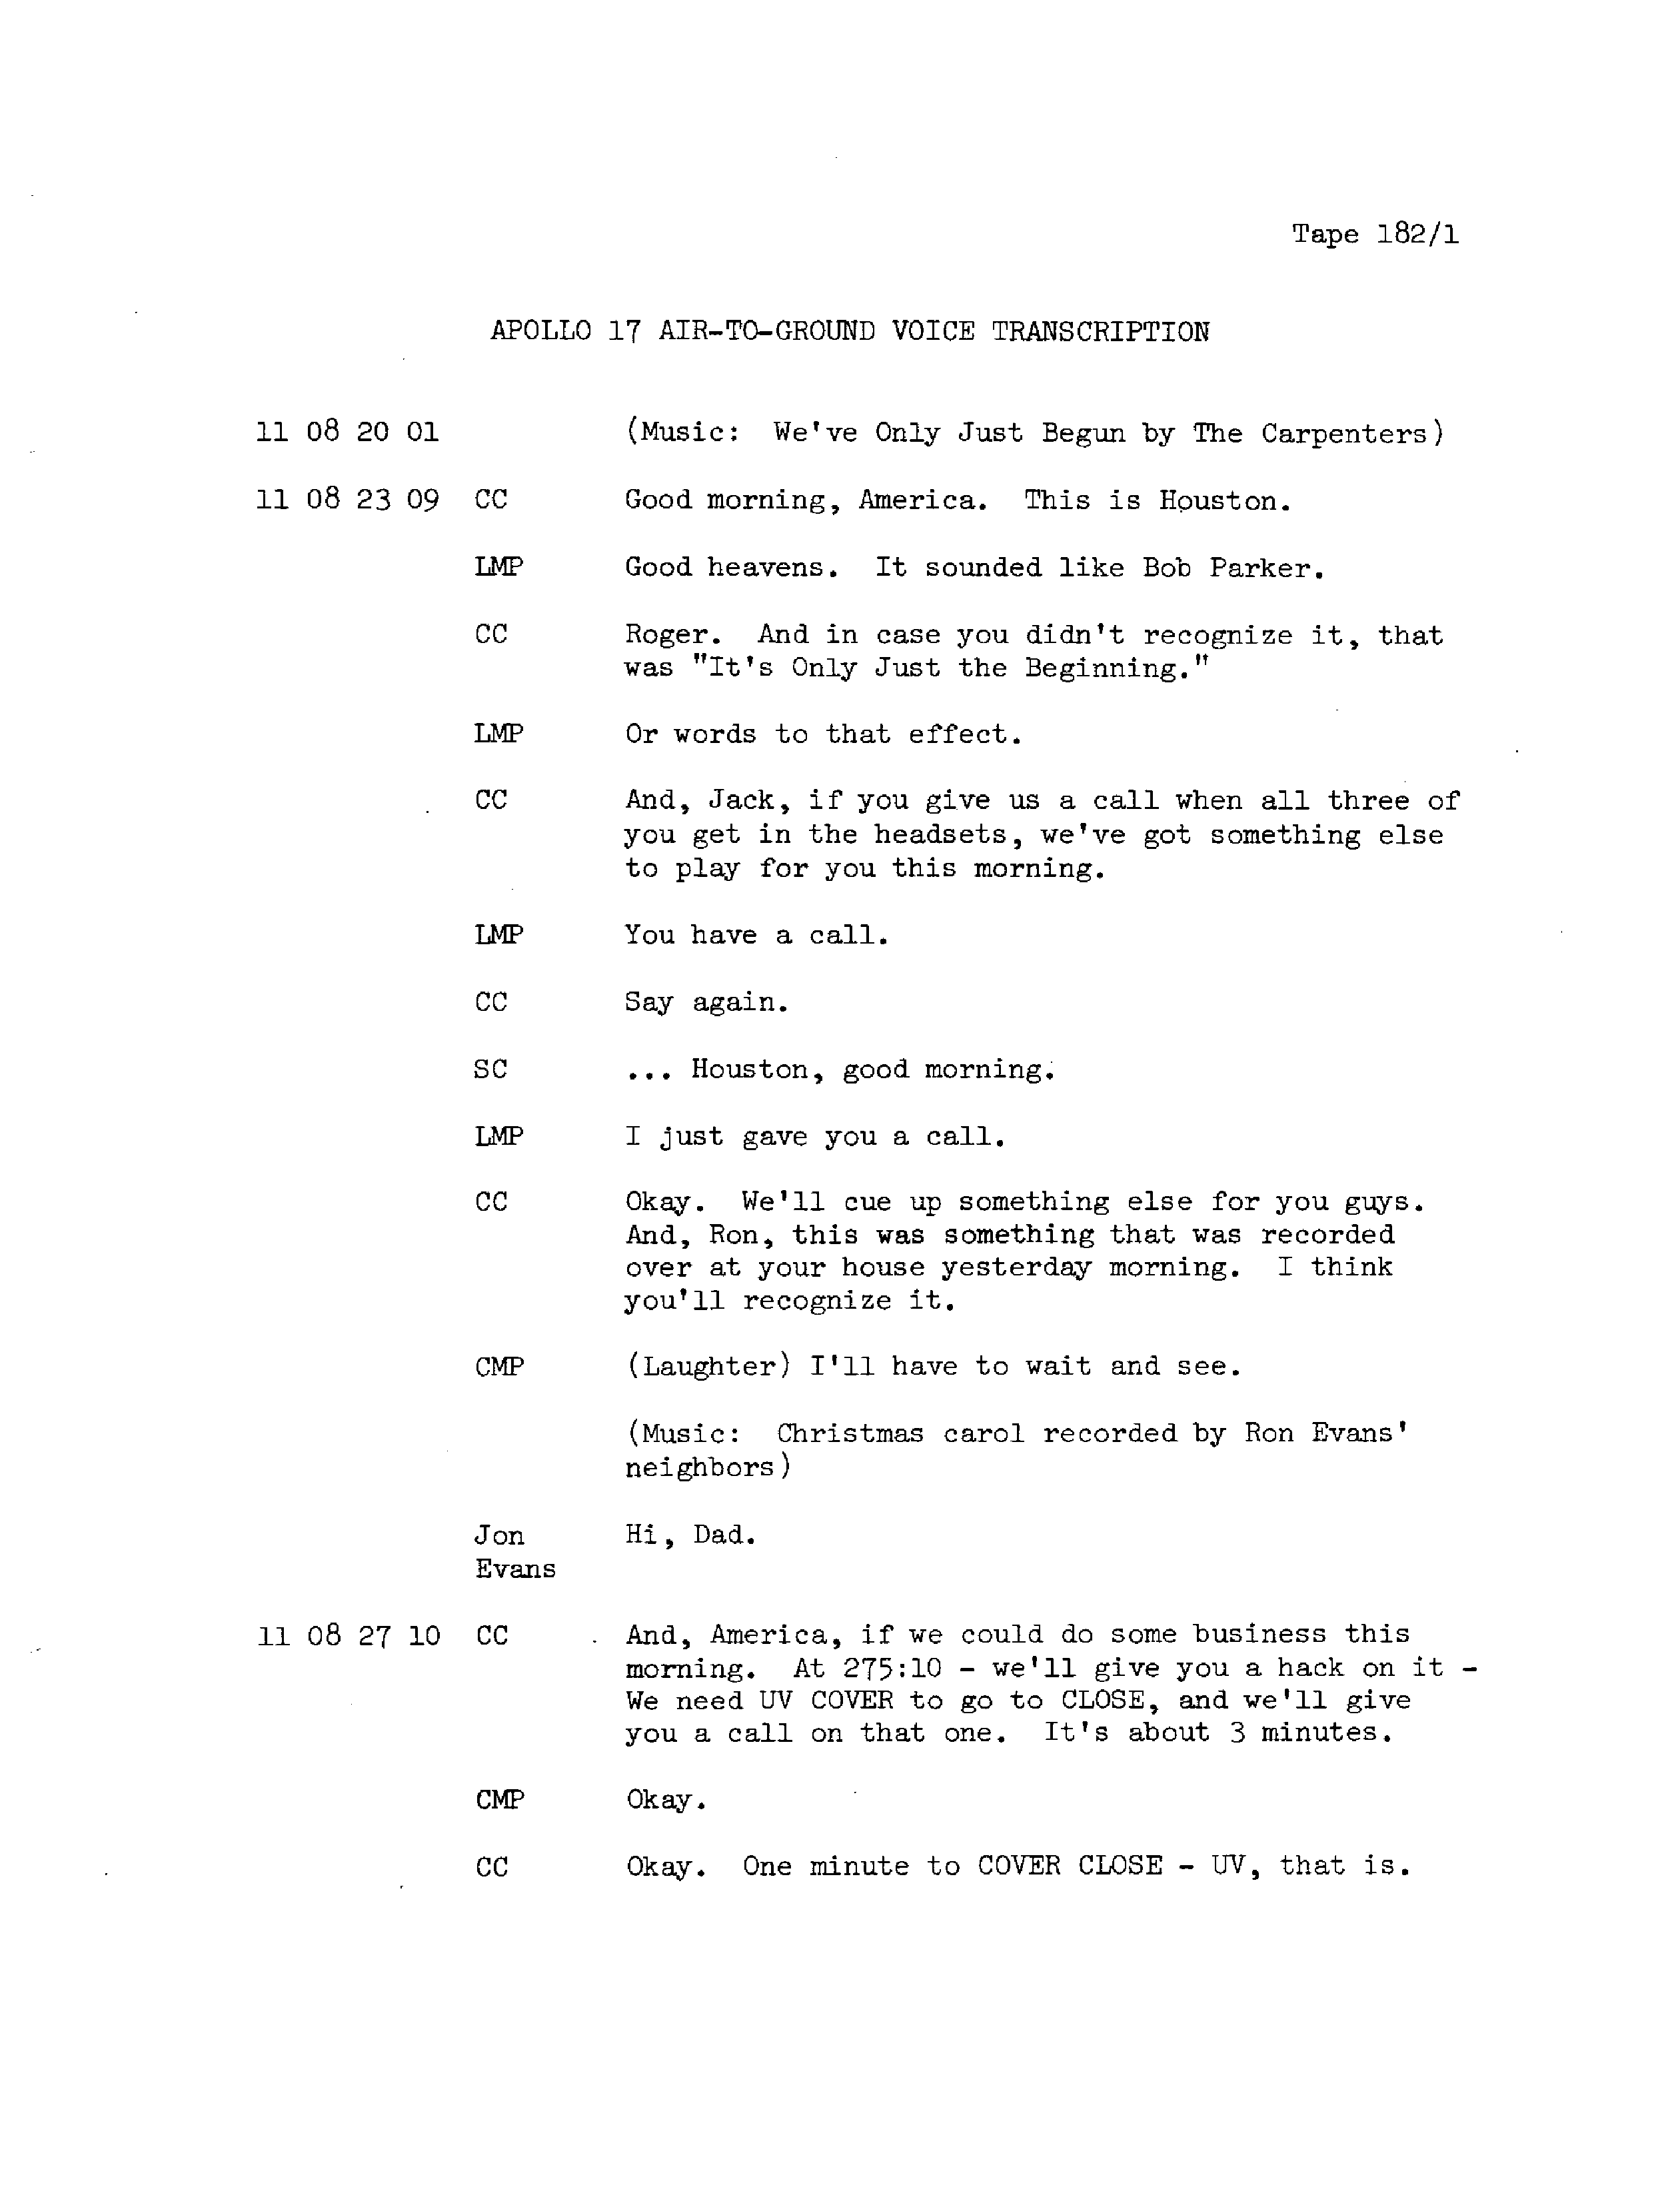 Tape 182/1
APOLLO 17 AIR-TO-GROUND VOICE TRANSCRIPTION
11 08 20 01 (Music: We've Only Just Begun by The Carpenters)
11 08 23 09 CC Good morning, America. This is Houston.
LMP Good heavens. It sounded like Bob Parker.
CC Roger. And in case you didn't recognize it, that
was "It's Only Just the Beginning."
LMP Or words to that effect.
CC And, Jack, if you give us a call when all three of
you get in the headsets, we've got something else
to play for you this morning.
LMP You have a call.
CC Say again.
SC ... Houston, good morning.
LMP I just gave you a call.
CC Okay. We'll cue up something else for you guys.
And, Ron, this was something that was recorded
over at your house yesterday morning. I think
you'll recognize it.
CMP (Laughter) I'll have to wait and see.
(Music: Christmas carol recorded by Ron Evans'
neighbors)
Jon Hi, Dad.
Evans
11 08 27 10 CC And, America, if we could do some business this
morning. At 275:10 - we'll give you a hack on it -
We need UV COVER to go to CLOSE, and we'll give
you a call on that one. It's about 3 minutes.
CMP Okay.
CC Okay. One minute to COVER CLOSE - UV, that is.